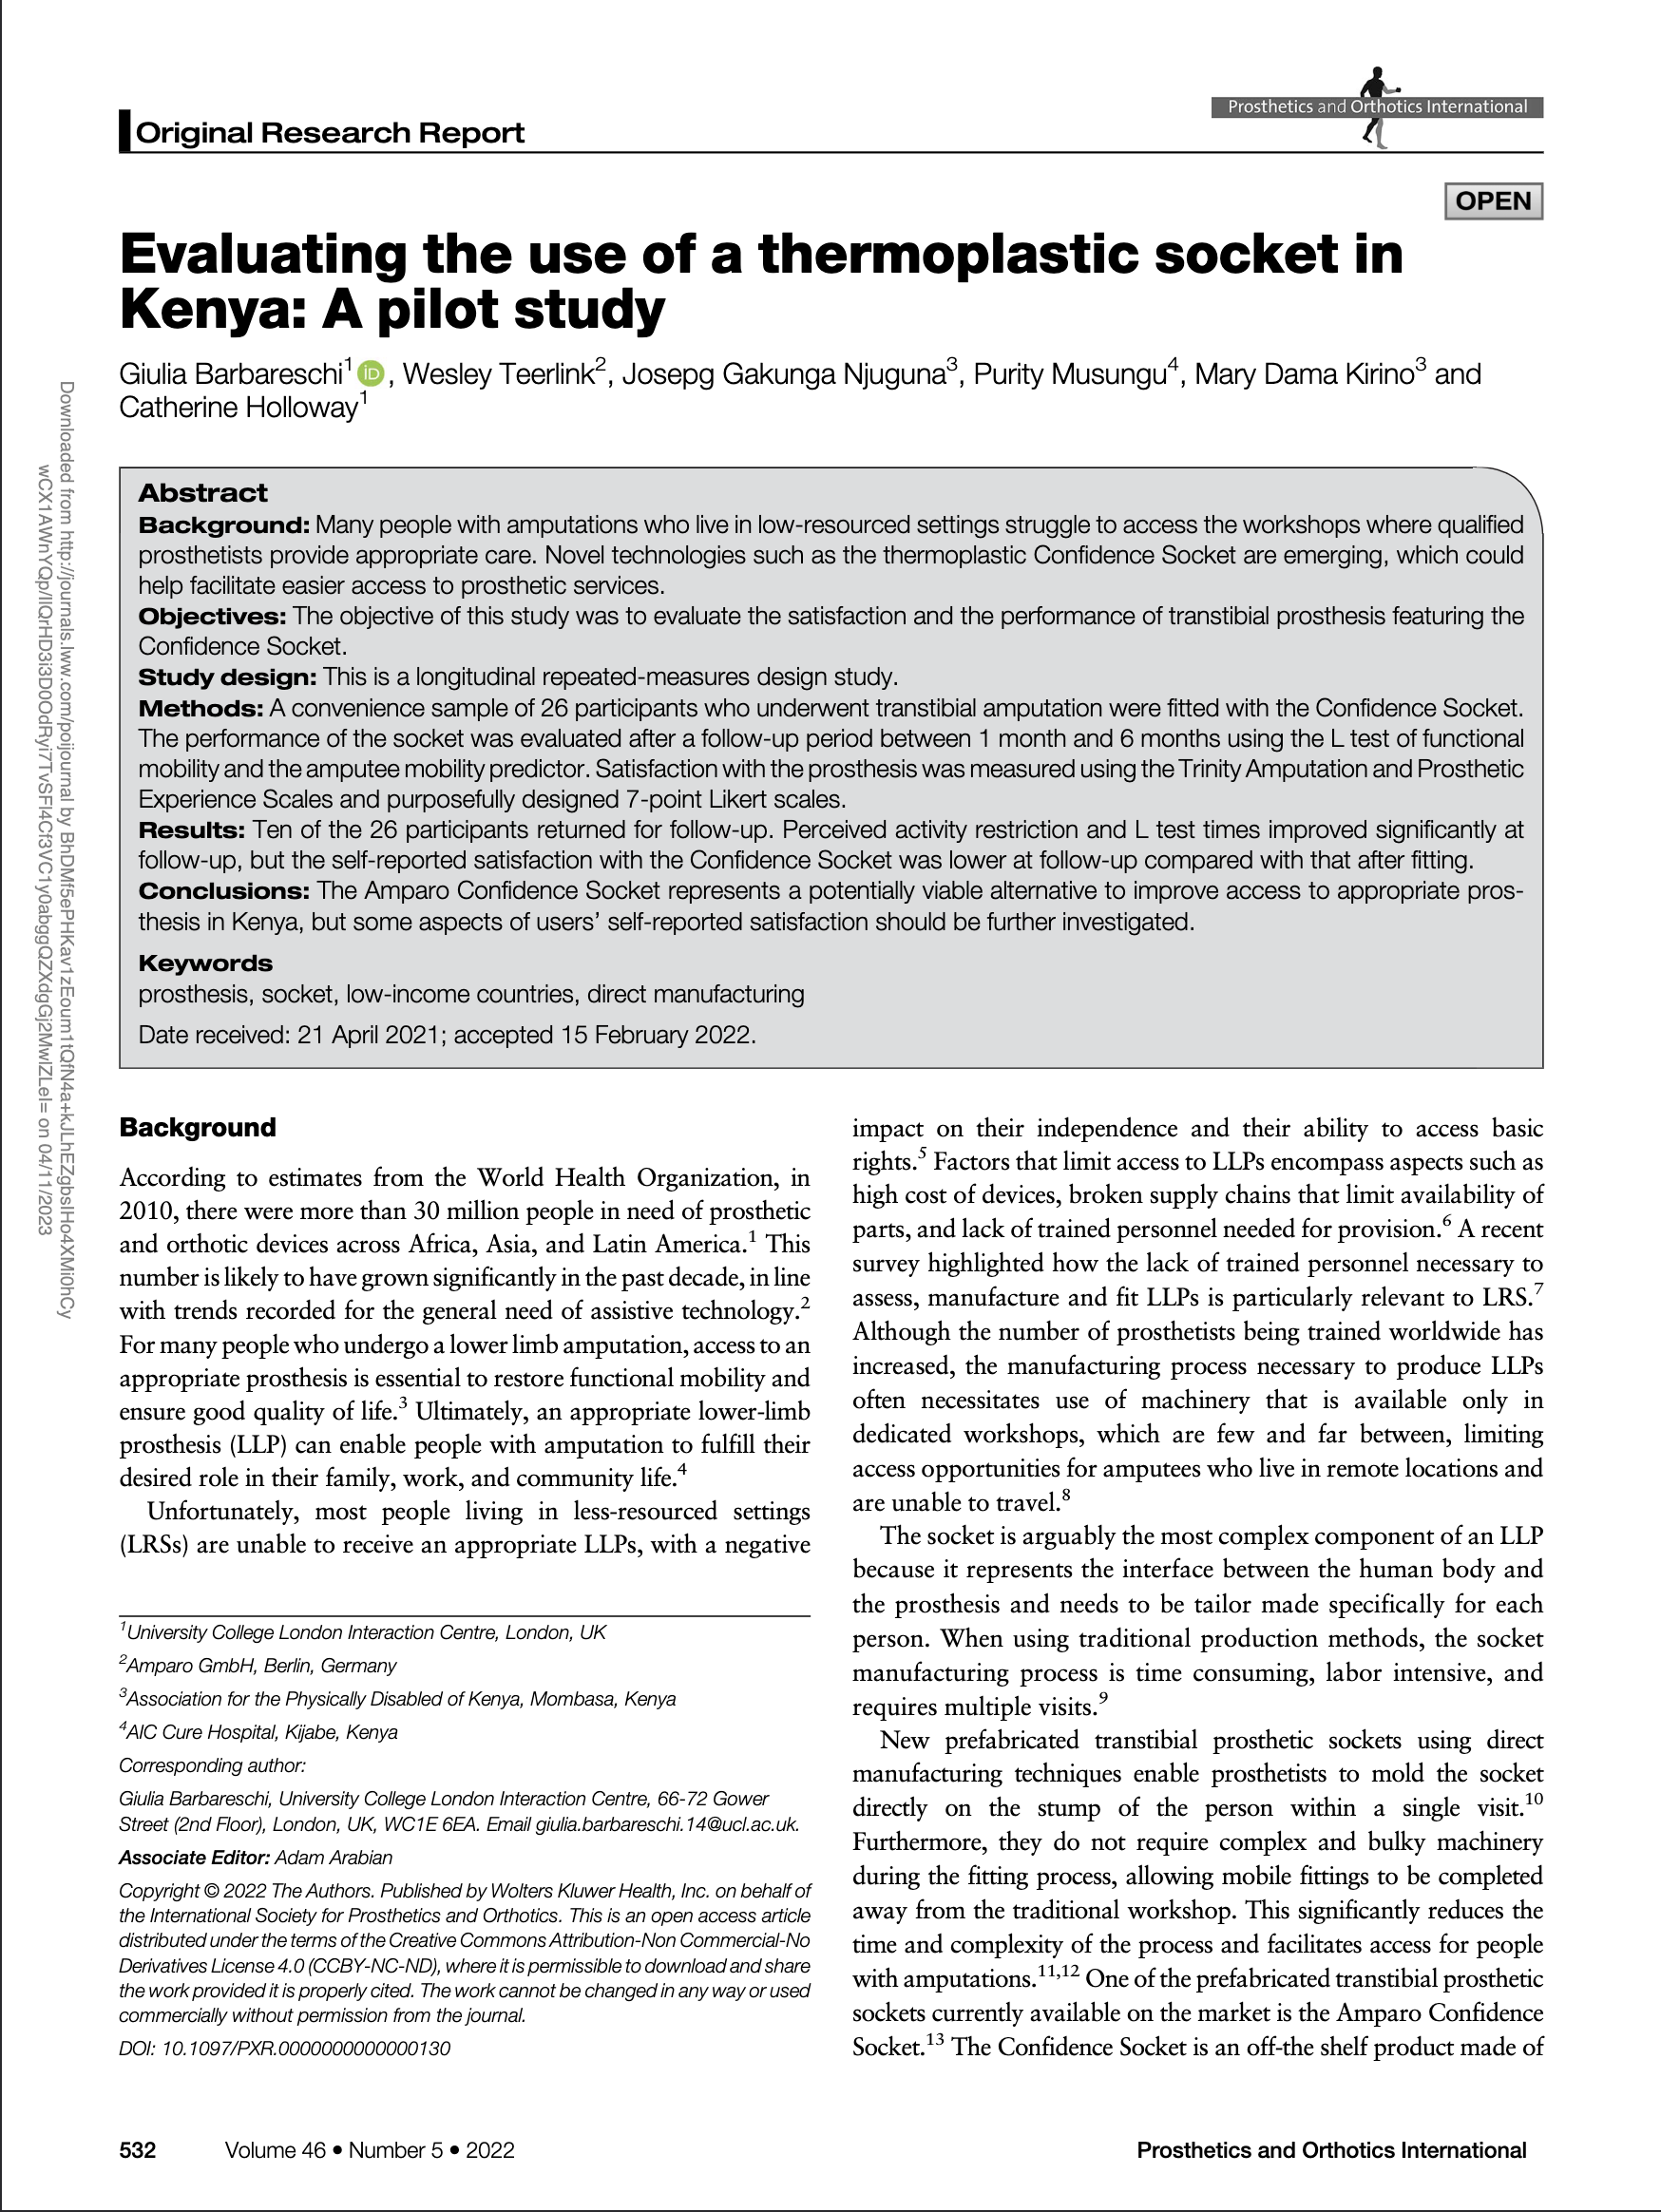 Original Research Report
Prosthetics and Orthotics International
OPEN
Evaluating the use of a thermoplastic socket in
Kenya: A pilot study
Giulia Barbareschi1 iD, Wesley Teerlink2, Josepg Gakunga Njuguna3, Purity Musungu4, Mary Dama Kirino3 and
Catherine Holloway1
Abstract
Background: Many people with amputations who live in low-resourced settings struggle to access the workshops where qualified
prosthetists provide appropriate care. Novel technologies such as the thermoplastic Confidence Socket are emerging, which could
help facilitate easier access to prosthetic services.
Objectives: The objective of this study was to evaluate the satisfaction and the performance of transtibial prosthesis featuring the
Confidence Socket.
Study design: This is a longitudinal repeated-measures design study.
Methods: A convenience sample of 26 participants who underwent transtibial amputation were fitted with the Confidence Socket.
The performance of the socket was evaluated after a follow-up period between 1 month and 6 months using the L test of functional
mobility and the amputee mobility predictor. Satisfaction with the prosthesis was measured using the Trinity Amputation and Prosthetic
Experience Scales and purposefully designed 7-point Likert scales.
Results: Ten of the 26 participants returned for follow-up. Perceived activity restriction and L test times improved significantly at
follow-up, but the self-reported satisfaction with the Confidence Socket was lower at follow-up compared with that after fitting.
Conclusions: The Amparo Confidence Socket represents a potentially viable alternative to improve access to appropriate pros-
thesis in Kenya, but some aspects of users' self-reported satisfaction should be further investigated.
Keywords
prosthesis, socket, low-income countries, direct manufacturing
Date received: 21 April 2021; accepted 15 February 2022.
Background
According to estimates from the World Health Organization, in
2010, there were more than 30 million people in need of prosthetic
and orthotic devices across Africa, Asia, and Latin America.1 This
number is likely to have grown significantly in the past decade, in line
with trends recorded for the general need of assistive technology.2
For many people who undergo a lower limb amputation, access to an
appropriate prosthesis is essential to restore functional mobility and
ensure good quality of life.3 Ultimately, an appropriate lower-limb
prosthesis (LLP) can enable people with amputation to fulfill their
desired role in their family, work, and community life.4
Unfortunately, most people living in less-resourced settings
(LRSs) are unable to receive an appropriate LLPs, with a negative
1University College London Interaction Centre, London, UK
2Amparo GmbH, Berlin, Germany
3Association for the Physically Disabled of Kenya, Mombasa, Kenya
4AIC Cure Hospital, Kijabe, Kenya
Corresponding author:
Giulia Barbareschi, University College London Interaction Centre, 66-72 Gower
Street (2nd Floor), London, UK, WC1E 6EA. Email giulia.barbareschi.14@ucl.ac.uk.
Associate Editor: Adam Arabian
Copyright © 2022 The Authors. Published by Wolters Kluwer Health, Inc. on behalf of
the International Society for Prosthetics and Orthotics. This is an open access article
distributed under the terms of the Creative Commons Attribution-Non Commercial-No
Derivatives License 4.0 (CCBY-NC-ND), where it is permissible to download and share
the work provided it is properly cited. The work cannot be changed in any way or used
commercially without permission from the journal.
DOI: 10.1097/PXR.0000000000000130
impact on their independence and their ability to access basic
rights.5 Factors that limit access to LLPs encompass aspects such as
high cost of devices, broken supply chains that limit availability of
parts, and lack of trained personnel needed for provision.6 A recent
survey highlighted how the lack of trained personnel necessary to
assess, manufacture and fit LLPs is particularly relevant to LRS.7
Although the number of prosthetists being trained worldwide has
increased, the manufacturing process necessary to produce LLPs
often necessitates use of machinery that is available only in
dedicated workshops, which are few and far between, limiting
access opportunities for amputees who live in remote locations and
are unable to travel.8
The socket is arguably the most complex component of an LLP
because it represents the interface between the human body and
the prosthesis and needs to be tailor made specifically for each
person. When using traditional production methods, the socket
manufacturing process is time consuming, labor intensive, and
requires multiple visits.9
New prefabricated transtibial prosthetic sockets using direct
manufacturing techniques enable prosthetists to mold the socket
directly on the stump of the person within a single visit.10
Furthermore, they do not require complex and bulky machinery
during the fitting process, allowing mobile fittings to be completed
away from the traditional workshop. This significantly reduces the
time and complexity of the process and facilitates access for people
with amputations.11,12 One of the prefabricated transtibial prosthetic
sockets currently available on the market is the Amparo Confidence
Socket.13 The Confidence Socket is an off-the shelf product made of
532 Volume 46 • Number 5 • 2022
Prosthetics and Orthotics International
Downloaded from http://journals.lww.com/poijournal by
on 04/11/2023